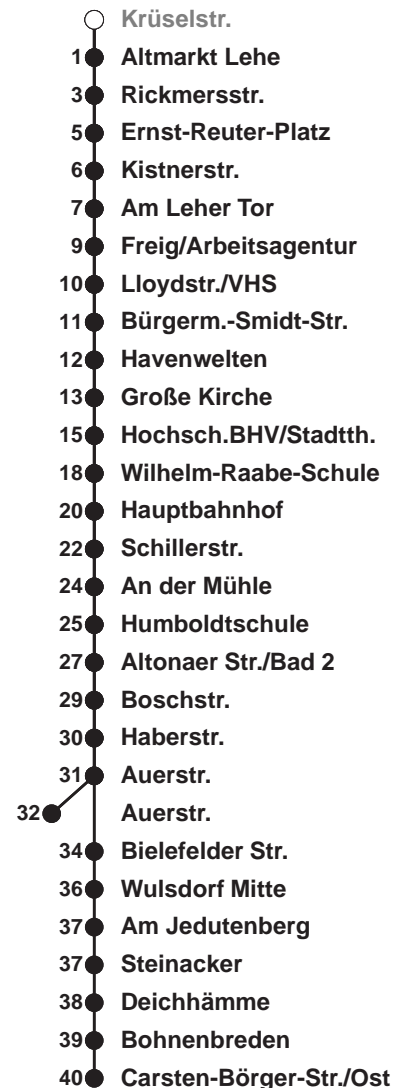 Krüselstr.
1 Altmarkt Lehe
3 Rickmersstr.
5 Ernst-Reuter-Platz
6 Kistnerstr.
7 Am Leher Tor
9 Freig/Arbeitsagentur
10 Lloydstr./VHS
11 Bürgerm.-Smidt-Str.
12 Havenwelten
13 Große Kirche
15 Hochsch.BHV/Stadtth.
18 Wilhelm-Raabe-Schule
20 Hauptbahnhof
22 Schillerstr.
24 An der Mühle
25 Humboldtschule
27 Altonaer Str./Bad 2
29 Boschstr.
30 Haberstr.
31 Auerstr.
32 Auerstr.
34 Bielefelder Str.
36 Wulsdorf Mitte
37 Am Jedutenberg
37 Steinacker
38 Deichhämme
39 Bohnenbreden
40 Carsten-Börger-Str./Ost